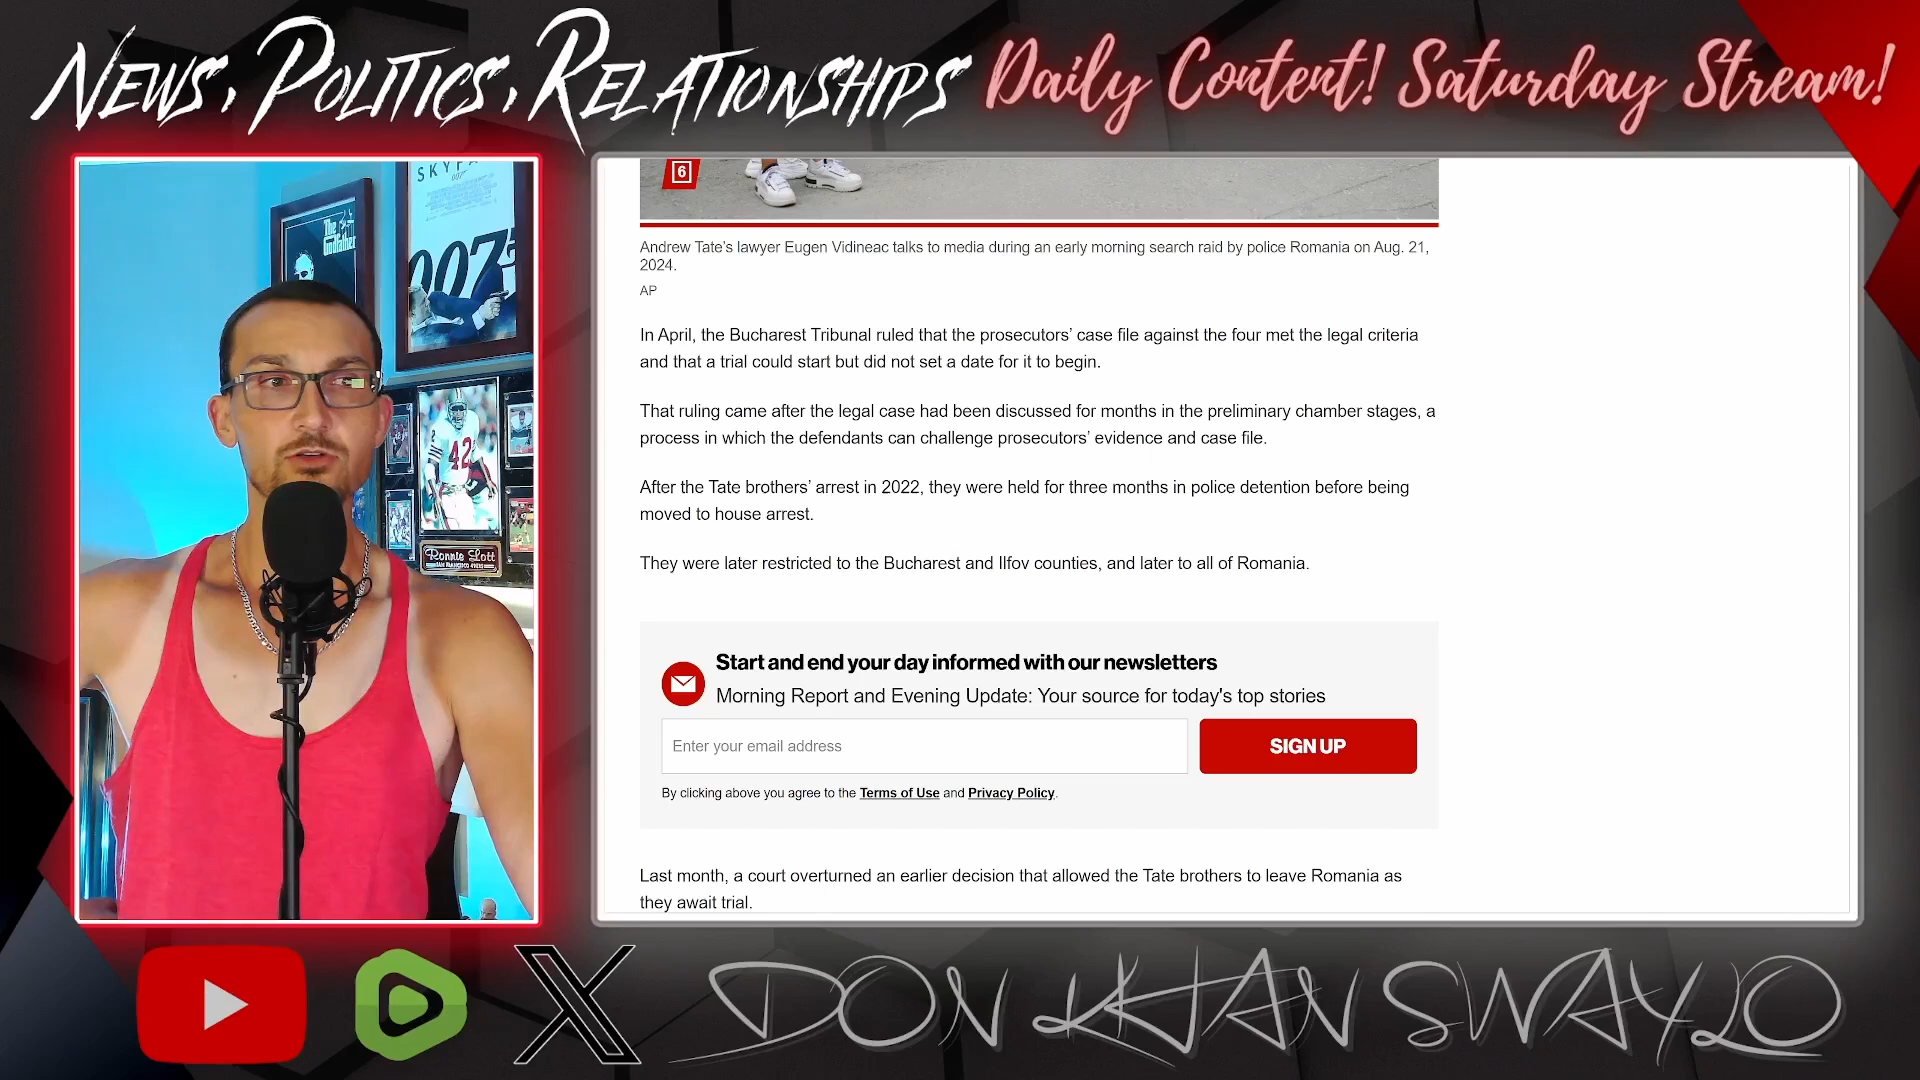 NEWS, POLITICS, RELATIONSHIPS
Daily Content! Saturday Stream!
SKYFA
007
The
Godfather
007
42
Ronnie Lott
SAN FRANCISCO 49ERS
6
Andrew Tate's lawyer Eugen Vidineac talks to media during an early morning search raid by police Romania on Aug. 21,
2024.
AP
In April, the Bucharest Tribunal ruled that the prosecutors' case file against the four met the legal criteria
and that a trial could start but did not set a date for it to begin.
That ruling came after the legal case had been discussed for months in the preliminary chamber stages, a
process in which the defendants can challenge prosecutors' evidence and case file.
After the Tate brothers' arrest in 2022, they were held for three months in police detention before being
moved to house arrest.
They were later restricted to the Bucharest and Ilfov counties, and later to all of Romania.
Start and end your day informed with our newsletters
Morning Report and Evening Update: Your source for today's top stories
Enter your email address
SIGN UP
By clicking above you agree to the Terms of Use and Privacy Policy.
Last month, a court overturned an earlier decision that allowed the Tate brothers to leave Romania as
they await trial.
X
DON KHAN SWAYLO